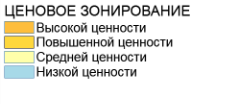 ЦЕНОВОЕ ЗОНИРОВАНИЕ
Высокой ценности
Повышенной ценности
Средней ценности
Низкой ценности